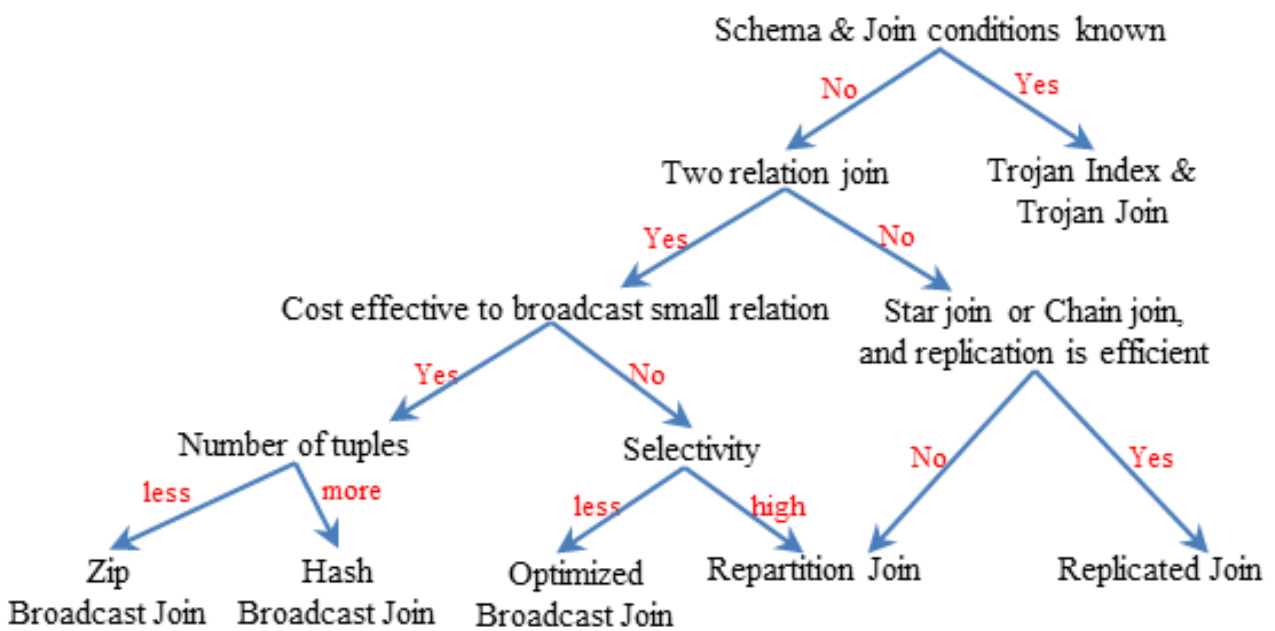 Schema & Join conditions known
No
Yes
Two relation join
Trojan Index &
Trojan Join
Yes
No
Cost effective to broadcast small relation
Star join or Chain join,
and replication is efficient
Yes
No
Number of tuples
Selectivity
No
Yes
less
more
less
high
Zip
Broadcast Join
Hash
Broadcast Join
Optimized
Broadcast Join
Repartition Join
Replicated Join